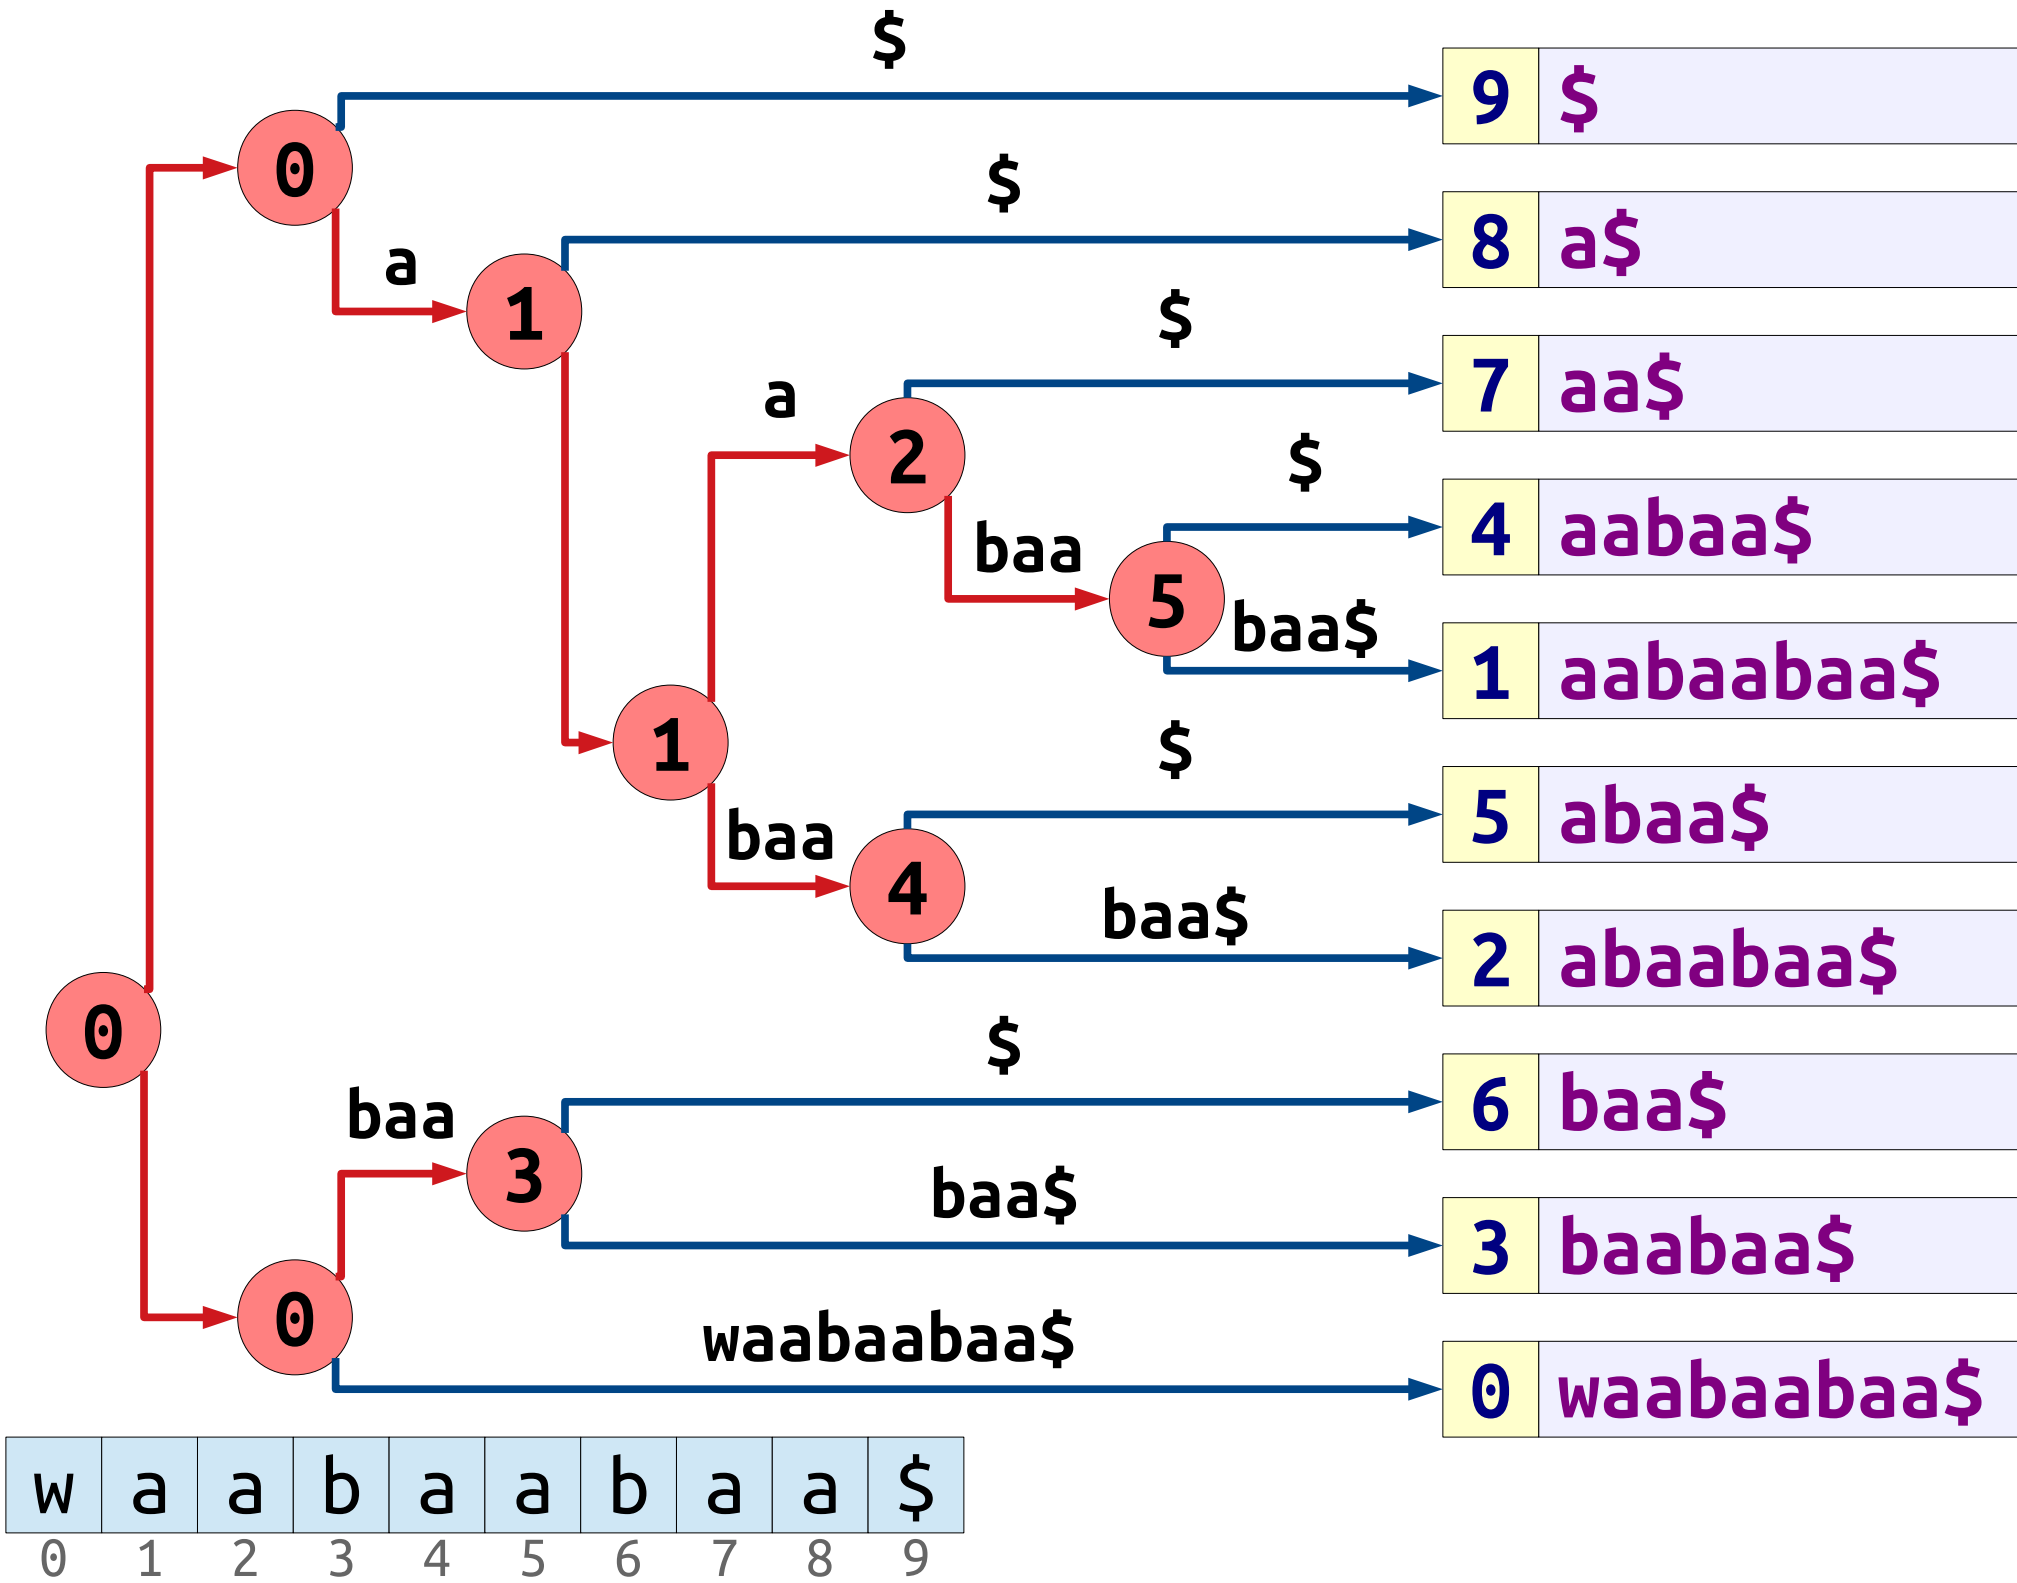 $
9 $
0
$
8 a$
a
1
$
7 aa$
a
2
$
4 aabaa$
baa
5
baa$
1 aabaabaa$
1
$
5 abaa$
baa
4
baa$
2 abaabaa$
0
$
6 baa$
baa
3
baa$
3 baabaa$
0
waabaabaa$
0 waabaabaa$
w a a b a a b a a $
0 1 2 3 4 5 6 7 8 9